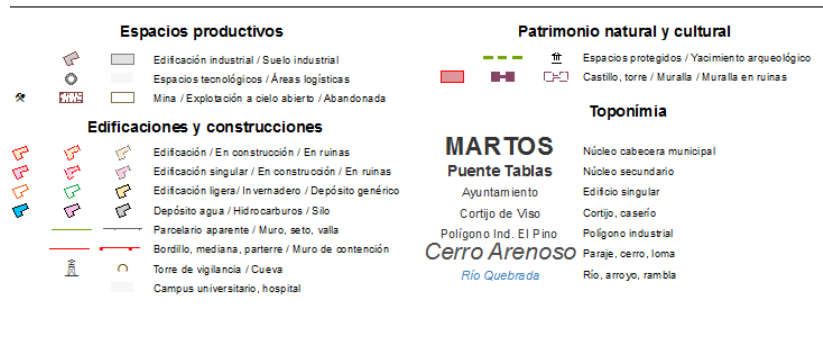 Espacios productivos
Edificación industrial / Suelo industrial
Espacios tecnológicos / Áreas logísticas
Mina / Explotación a cielo abierto / Abandonada
Edificaciones y construcciones
Edificación / En construcción / En ruinas
Edificación singular / En construcción / En ruinas
Edificación ligera / Invernadero / Depósito genérico
Depósito agua / Hidrocarburos / Silo
Parcelario aparente / Muro, seto, valla
Bordillo, mediana, parterre / Muro de contención
Torre de vigilancia / Cueva
Campus universitario, hospital
Patrimonio natural y cultural
Espacios protegidos / Yacimiento arqueológico
Castillo, torre / Muralla / Muralla en ruinas
Toponímia
MARTOS Núcleo cabecera municipal
Puente Tablas Núcleo secundario
Ayuntamiento Edificio singular
Cortijo de Viso Cortijo, caserío
Polígono Ind. El Pino Polígono industrial
Cerro Arenoso Paraje, cerro, loma
Río Quebrada Río, arroyo, rambla